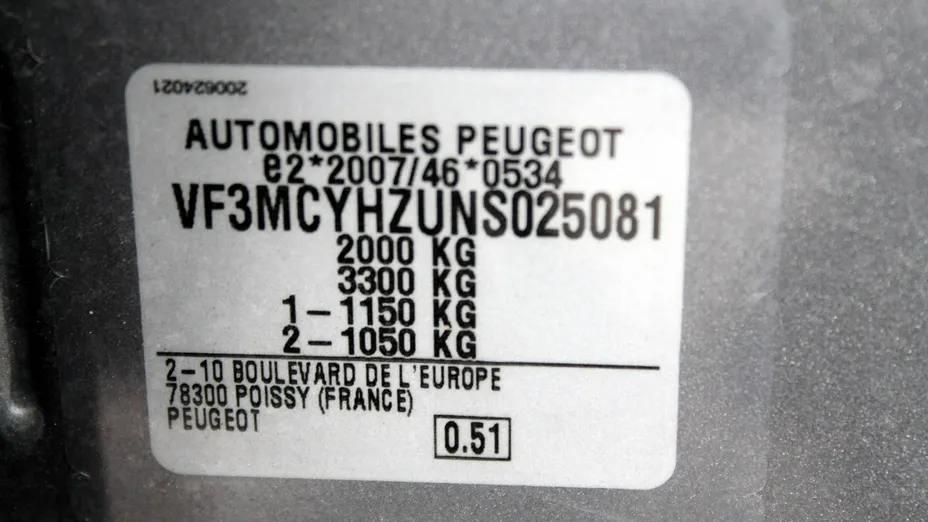 200624021
AUTOMOBILES PEUGEOT
e2*2007/46*0534
VF3MCYHZUNS025081
2000 KG
3300 KG
1-1150 KG
2-1050 KG
2-10 BOULEVARD DE L'EUROPE
78300 POISSY (FRANCE)
PEUGEOT
0.51